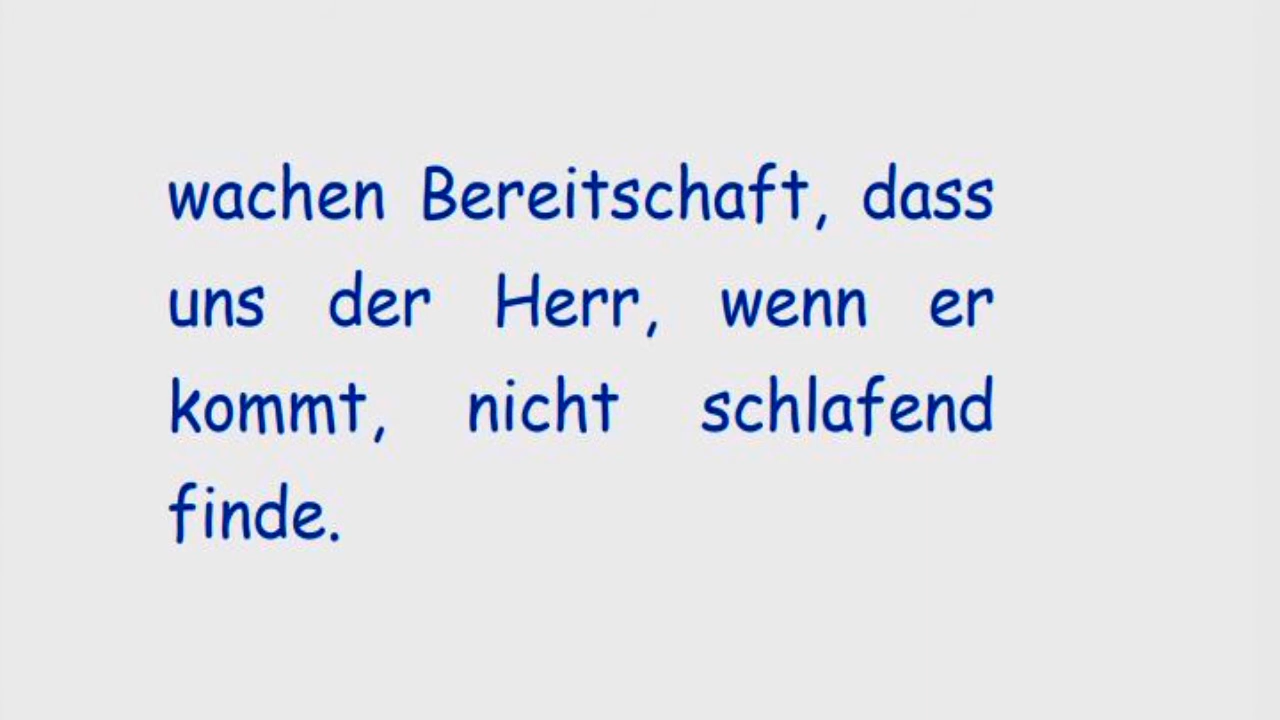 wachen Bereitschaft, dass
uns der Herr, wenn er
kommt, nicht schlafend
finde.